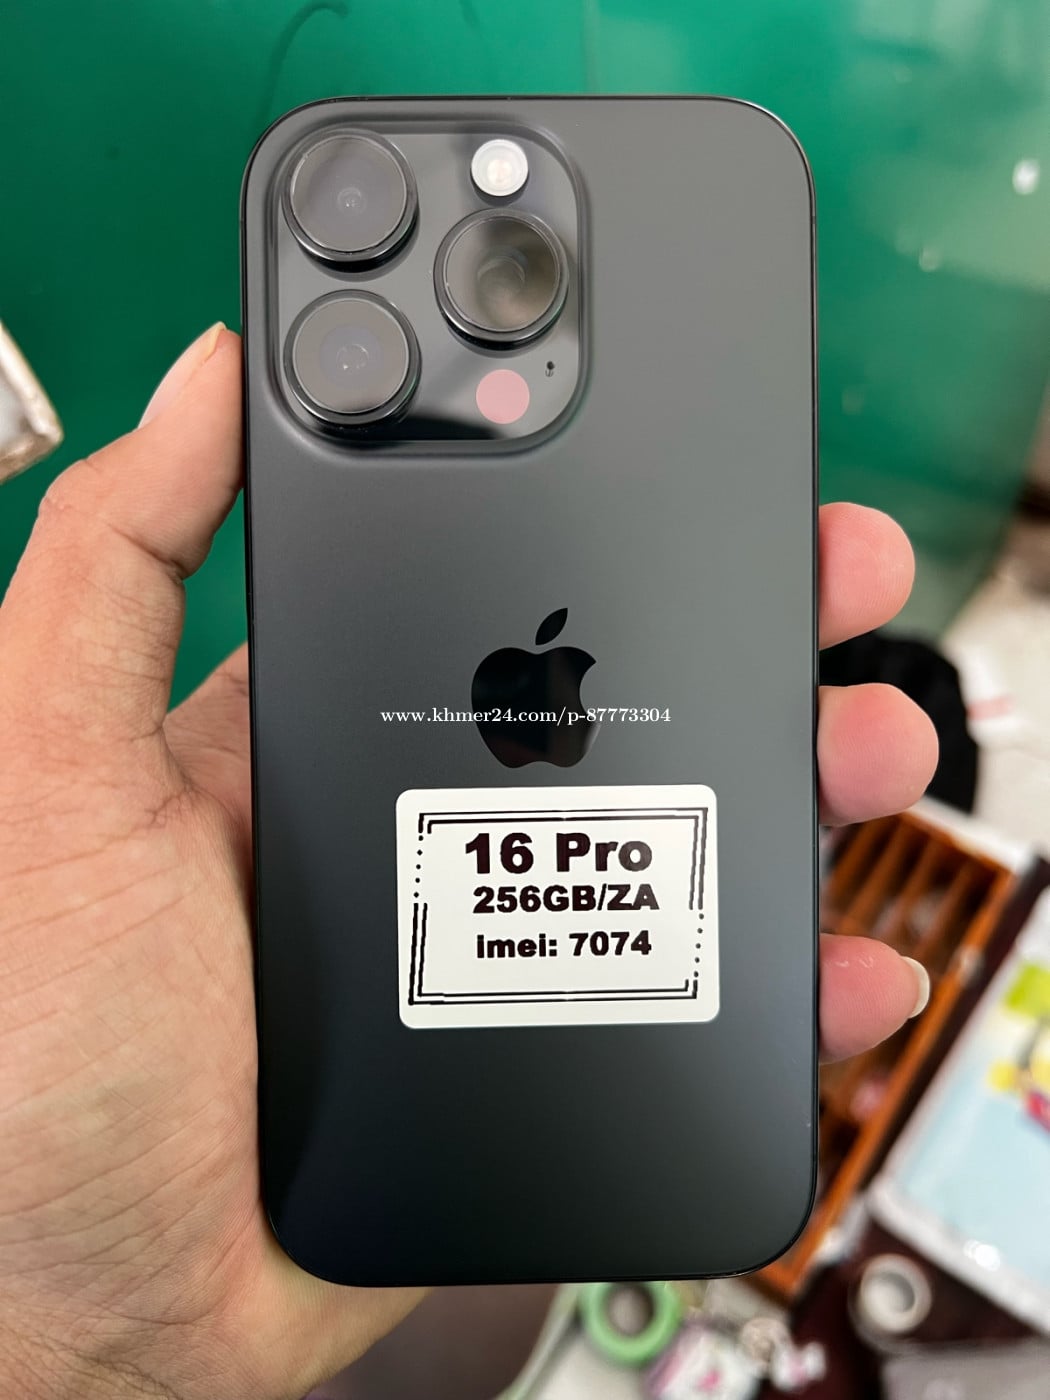 www.khmer24.com/p-87773304
16 Pro
256GB/ZA
imei: 7074